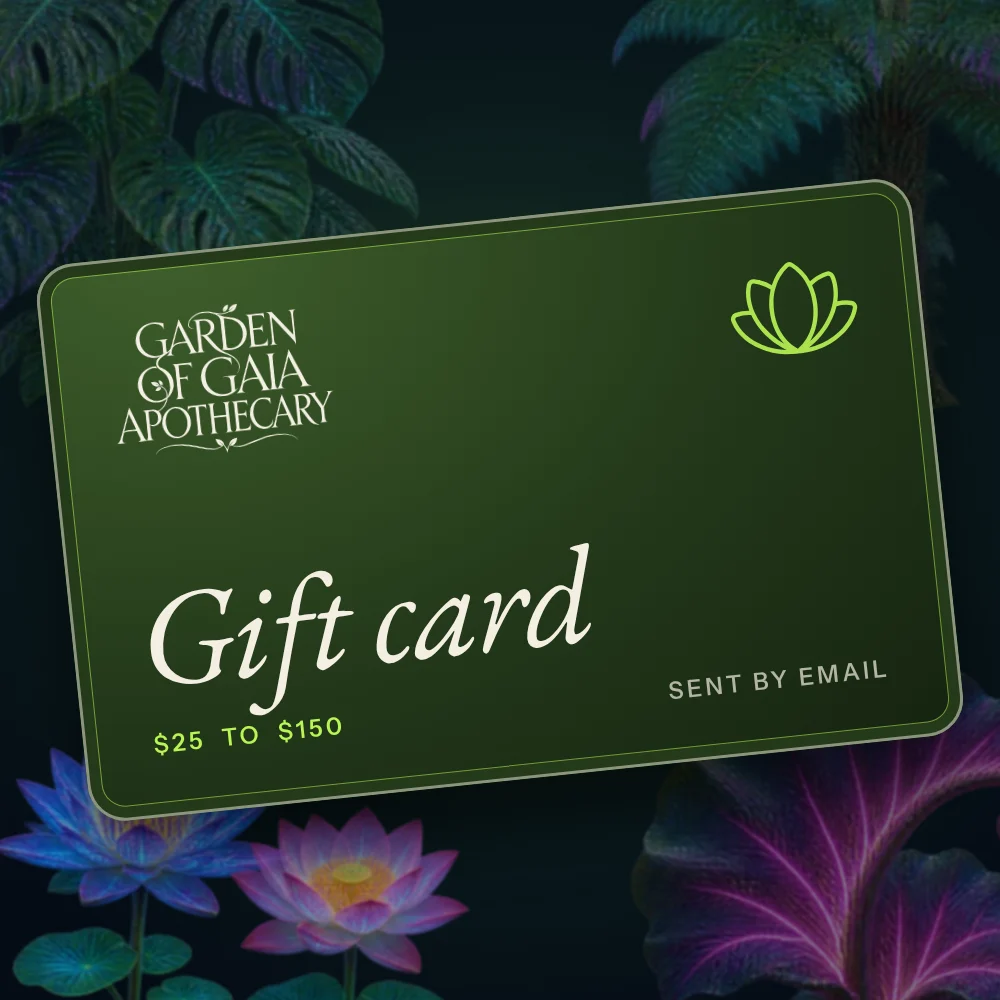 GARDEN
OF GAIA
APOTHECARY
Gift card
$25 TO $150
SENT BY EMAIL